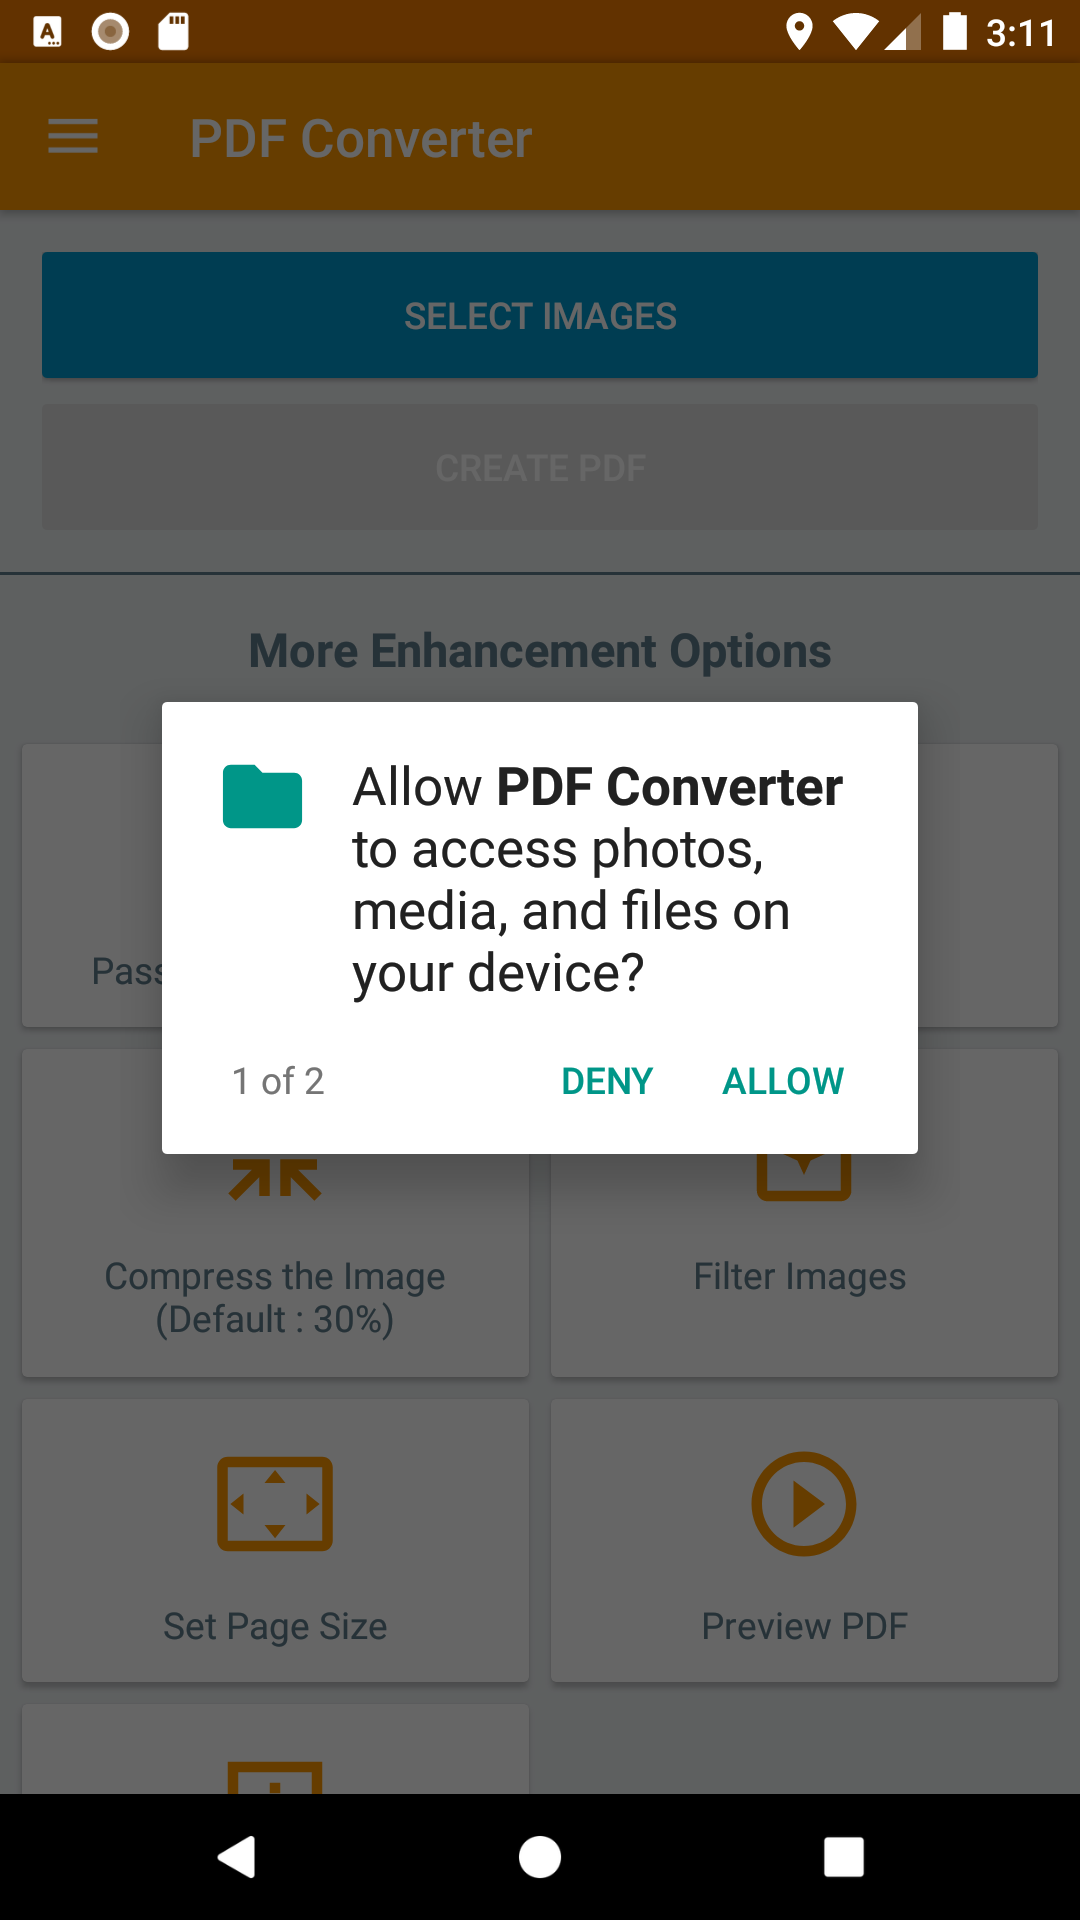 3:11
PDF Converter
SELECT IMAGES
CREATE PDF
More Enhancement Options
Allow PDF Converter
to access photos,
media, and files on
your device?
1 of 2
DENY
ALLOW
Compress the Image
(Default : 30%)
Filter Images
Set Page Size
Preview PDF